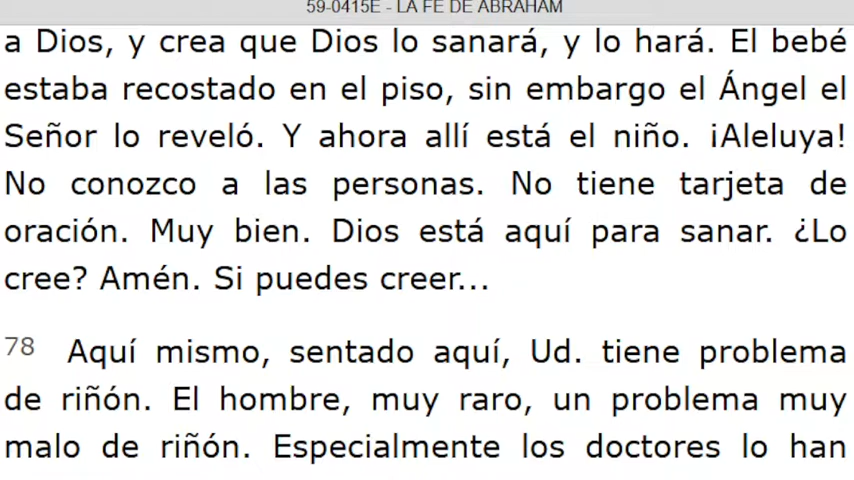 59-0415E - LA FE DE ABRAHAM
a Dios, y crea que Dios lo sanará, y lo hará. El bebé
estaba recostado en el piso, sin embargo el Ángel el
Señor lo reveló. Y ahora allí está el niño. ¡Aleluya!
No conozco a las personas. No tiene tarjeta de
oración. Muy bien. Dios está aquí para sanar. ¿Lo
cree? Amén. Si puedes creer...
78 Aquí mismo, sentado aquí, Ud. tiene problema
de riñón. El hombre, muy raro, un problema muy
malo de riñón. Especialmente los doctores lo han